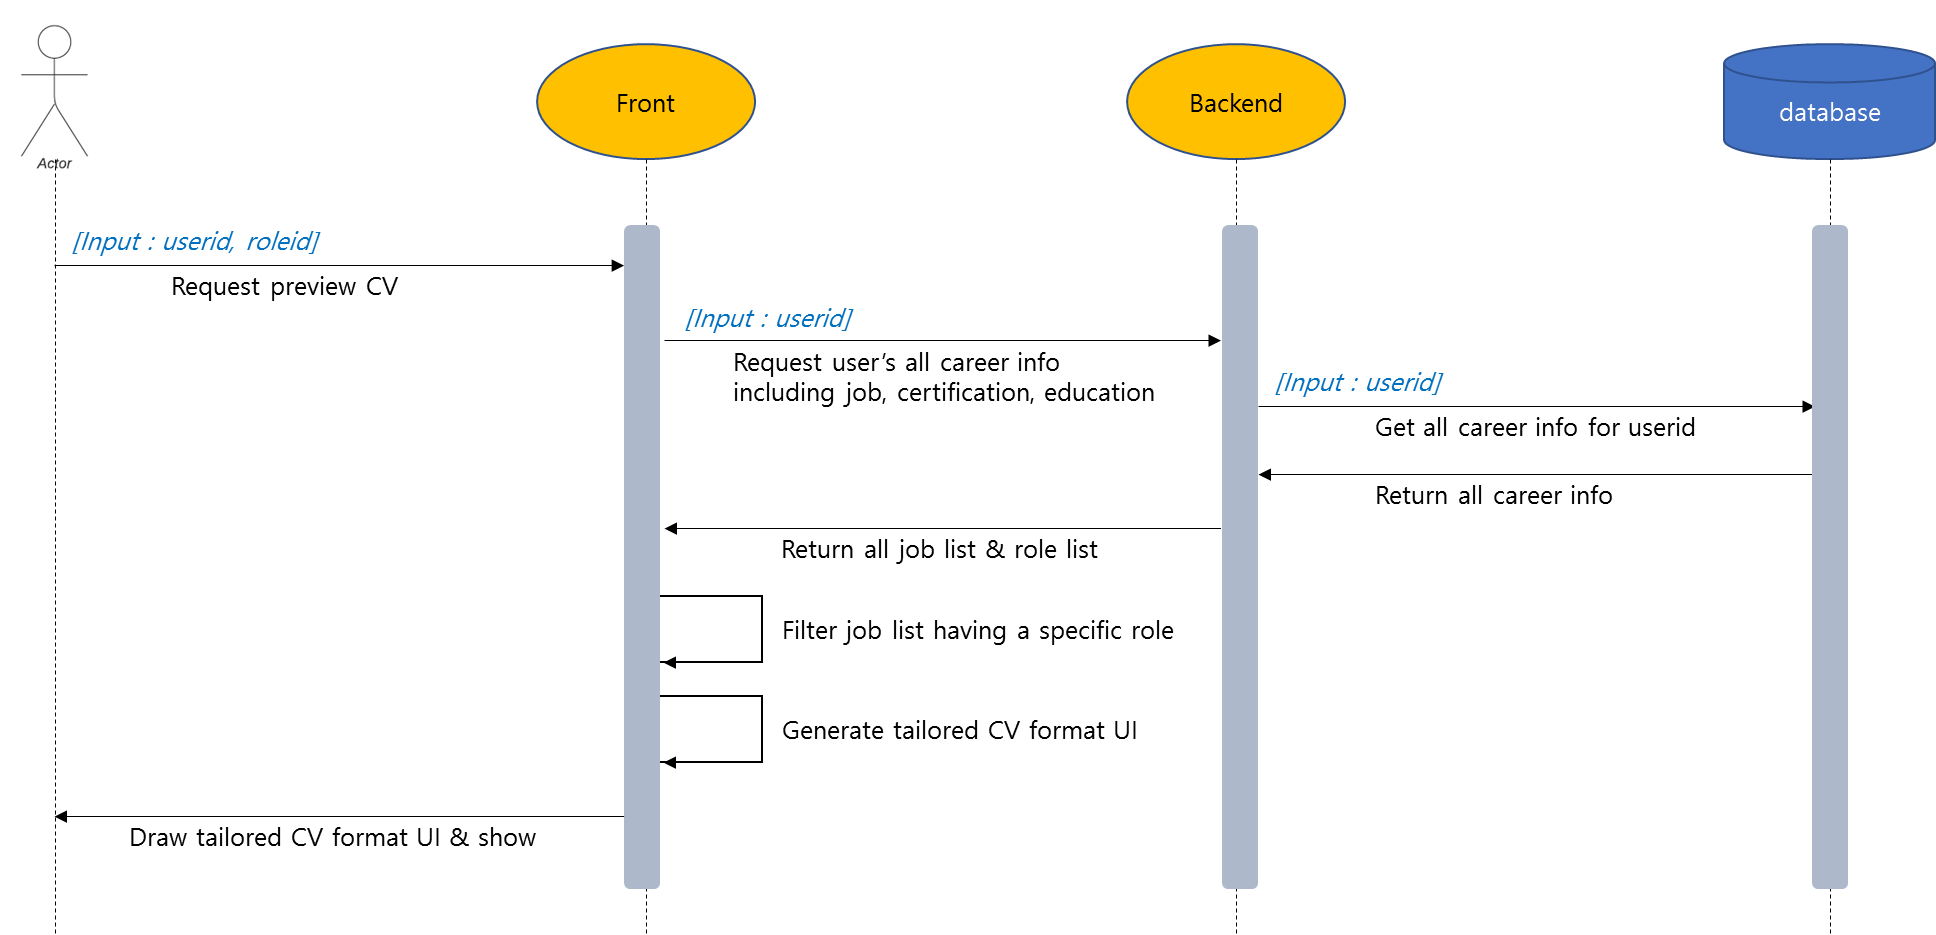 Actor
Front
Backend
database
[Input : userid, roleid]
Request preview CV
[Input : userid]
Request user’s all career info
including job, certification, education
[Input : userid]
Get all career info for userid
Return all career info
Return all job list & role list
Filter job list having a specific role
Generate tailored CV format UI
Draw tailored CV format UI & show